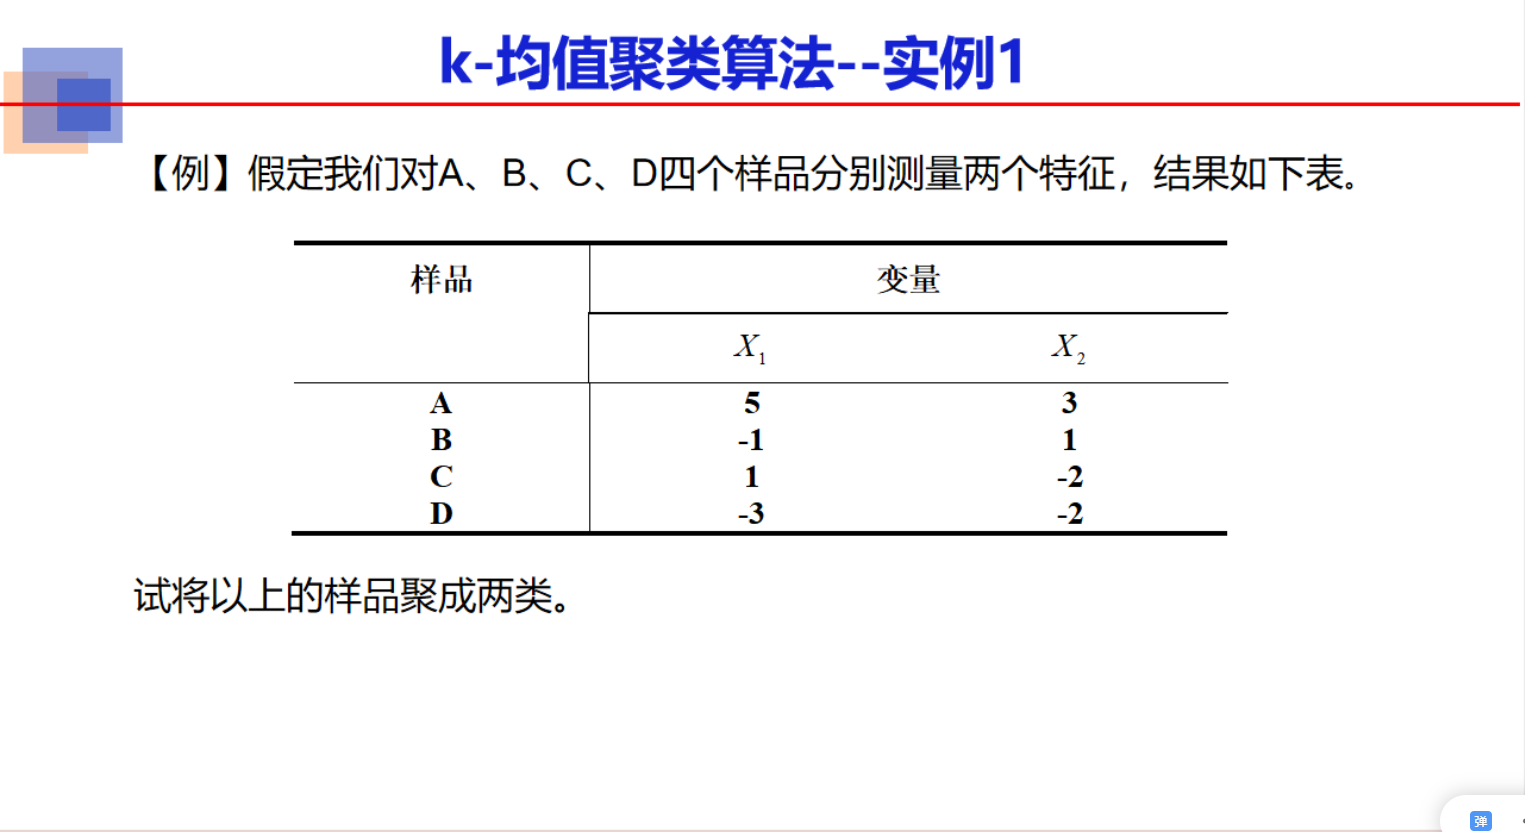 k-均值聚类算法--实例1
【例】假定我们对A、B、C、D四个样品分别测量两个特征，结果如下表。
样品 变量
X₁ X₂
A 5 3
B -1 1
C 1 -2
D -3 -2
试将以上的样品聚成两类。
弹